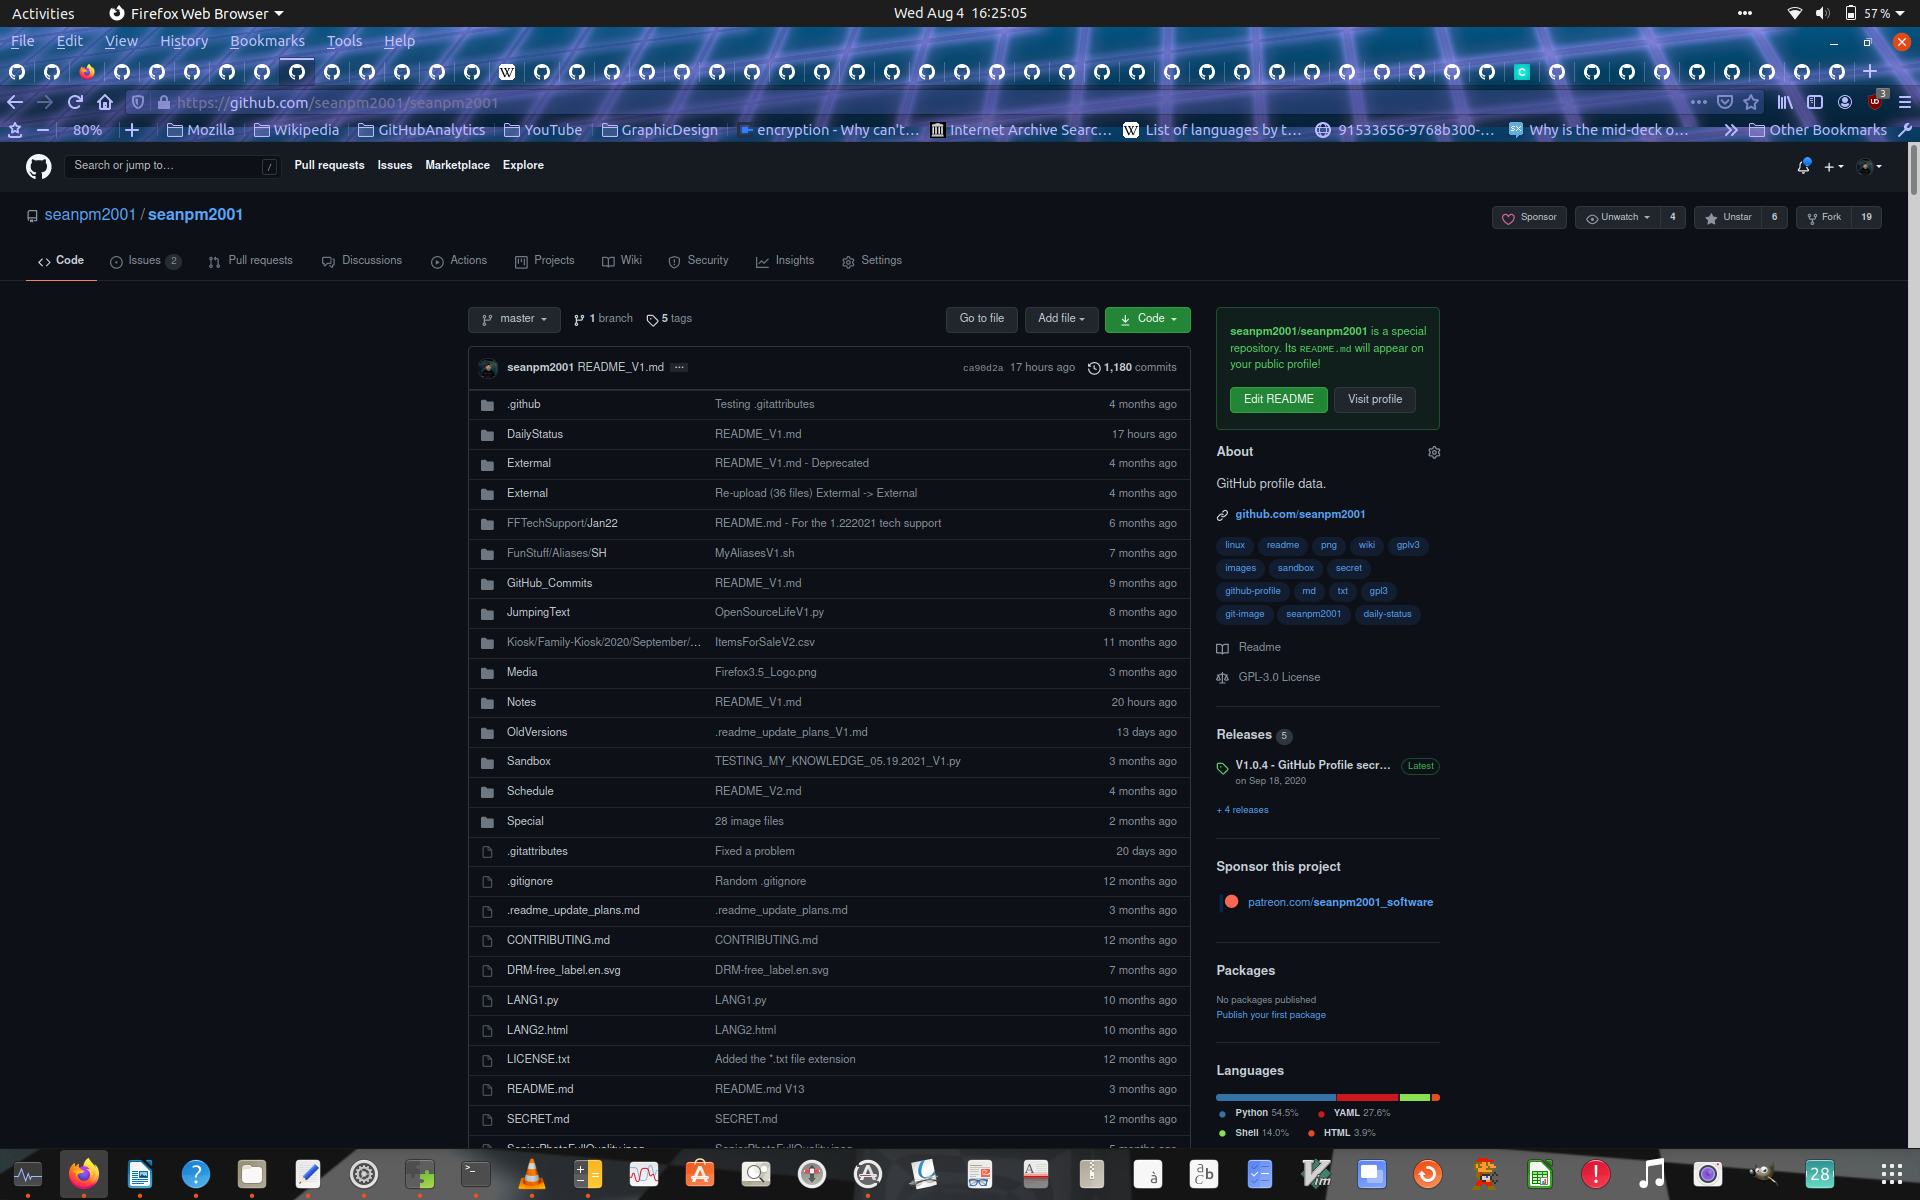 Activities
Firefox Web Browser
Wed Aug 4 16:25:05
57 %
File Edit View History Bookmarks Tools Help
https://github.com/seanpm2001/seanpm2001
3
80%
Mozilla
Wikipedia
GitHubAnalytics
YouTube
GraphicDesign
encryption - Why can't…
Internet Archive Searc…
List of languages by t…
91533656-9768b300-…
Why is the mid-deck o…
Other Bookmarks
Search or jump to…
/
Pull requests Issues Marketplace Explore
seanpm2001 / seanpm2001
Sponsor
Unwatch 4
Unstar 6
Fork 19
Code
Issues 2
Pull requests
Discussions
Actions
Projects
Wiki
Security
Insights
Settings
master
1 branch
5 tags
Go to file
Add file
Code
seanpm2001 README_V1.md ...
ca90d2a 17 hours ago
1,180 commits
.github Testing .gitattributes 4 months ago
DailyStatus README_V1.md 17 hours ago
Extermal README_V1.md - Deprecated 4 months ago
External Re-upload (36 files) Extermal -> External 4 months ago
FFTechSupport/Jan22 README.md - For the 1.222021 tech support 6 months ago
FunStuff/Aliases/SH MyAliasesV1.sh 7 months ago
GitHub_Commits README_V1.md 9 months ago
JumpingText OpenSourceLifeV1.py 8 months ago
Kiosk/Family-Kiosk/2020/September/… ItemsForSaleV2.csv 11 months ago
Media Firefox3.5_Logo.png 3 months ago
Notes README_V1.md 20 hours ago
OldVersions .readme_update_plans_V1.md 13 days ago
Sandbox TESTING_MY_KNOWLEDGE_05.19.2021_V1.py 3 months ago
Schedule README_V2.md 4 months ago
Special 28 image files 2 months ago
.gitattributes Fixed a problem 20 days ago
.gitignore Random .gitignore 12 months ago
.readme_update_plans.md .readme_update_plans.md 3 months ago
CONTRIBUTING.md CONTRIBUTING.md 12 months ago
DRM-free_label.en.svg DRM-free_label.en.svg 7 months ago
LANG1.py LANG1.py 10 months ago
LANG2.html LANG2.html 10 months ago
LICENSE.txt Added the *.txt file extension 12 months ago
README.md README.md V13 3 months ago
SECRET.md SECRET.md 12 months ago
seanpm2001/seanpm2001 is a special
repository. Its README.md will appear on
your public profile!
Edit README
Visit profile
About
GitHub profile data.
github.com/seanpm2001
linux readme png wiki gplv3
images sandbox secret
github-profile md txt gpl3
git-image seanpm2001 daily-status
Readme
GPL-3.0 License
Releases 5
V1.0.4 - GitHub Profile secr... Latest
on Sep 18, 2020
+ 4 releases
Sponsor this project
patreon.com/seanpm2001_software
Packages
No packages published
Publish your first package
Languages
Python 54.5% YAML 27.6%
Shell 14.0% HTML 3.9%
28